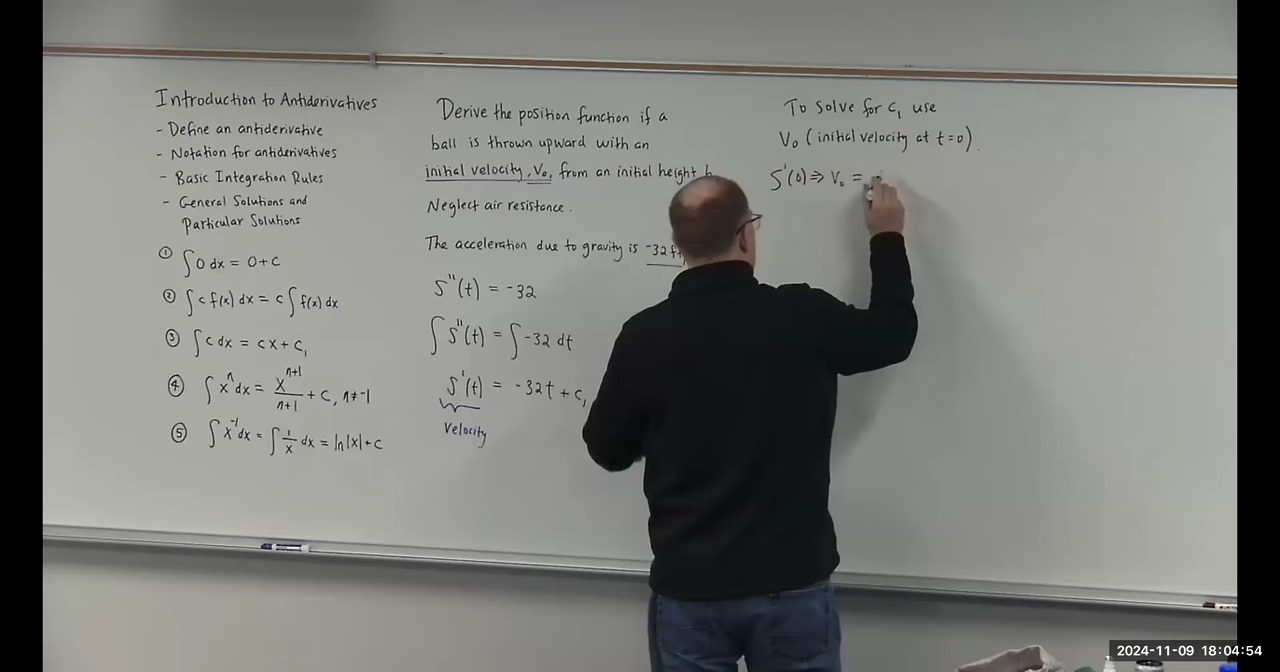 Introduction to Antiderivatives
- Define an antiderivative
- Notation for antiderivatives
- Basic Integration Rules
- General Solutions and
Particular Solutions
① ∫0 dx = 0+C
② ∫c f(x) dx = c∫f(x) dx
③ ∫c dx = cx + C₁
④ ∫xⁿ dx = xⁿ⁺¹/n+1 + C, n≠-1
⑤ ∫x⁻¹ dx = ∫1/x dx = ln|x| + C
Derive the position function if a
ball is thrown upward with an
initial velocity, V₀, from an initial height
Neglect air resistance.
The acceleration due to gravity is -32 ft
S''(t) = -32
∫S''(t) = ∫-32 dt
S'(t) = -32t + C₁
Velocity
To solve for C₁ use
V₀ (initial velocity at t=0).
S'(0) ⇒ V₀ =
2024-11-09 18:04:54